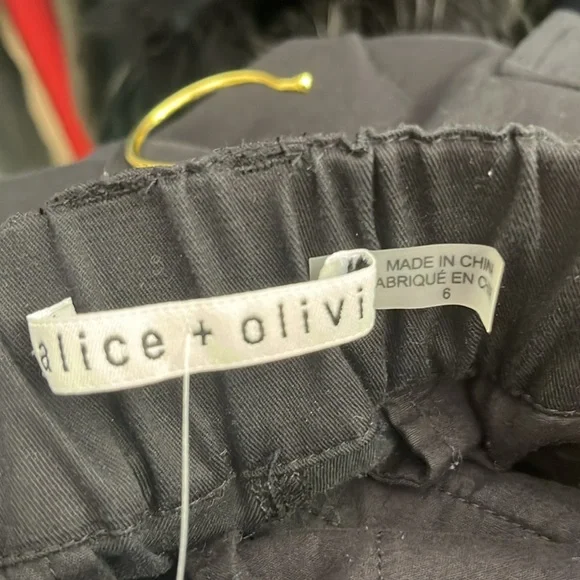 alice + olivi
MADE IN CHIN
ABRIQUÉ EN C
6